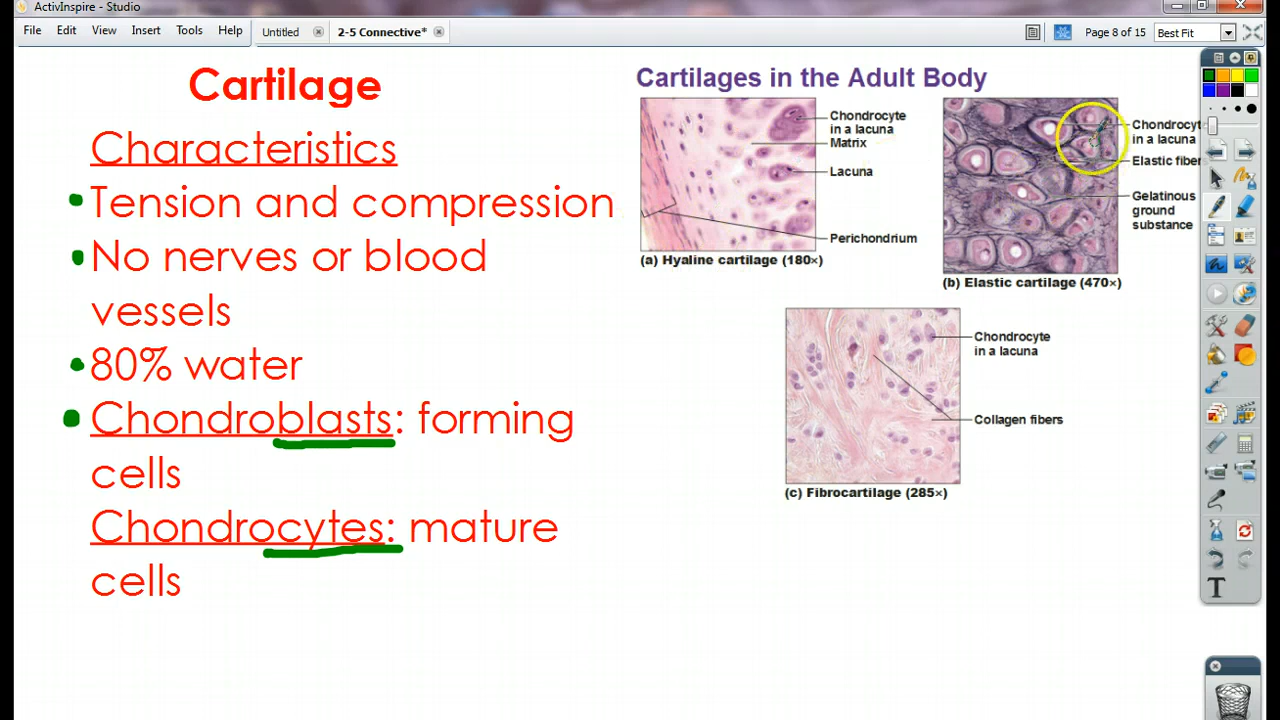 ActivInspire - Studio
File Edit View Insert Tools Help
Untitled
2-5 Connective*
Page 8 of 15
Best Fit
Cartilage
Characteristics
Tension and compression
No nerves or blood
vessels
80% water
Chondroblasts: forming
cells
Chondrocytes: mature
cells
Cartilages in the Adult Body
Chondrocyte
in a lacuna
Matrix
Lacuna
Perichondrium
(a) Hyaline cartilage (180×)
Chondrocyt
in a lacuna
Elastic fiber
Gelatinous
ground
substance
(b) Elastic cartilage (470×)
Chondrocyte
in a lacuna
Collagen fibers
(c) Fibrocartilage (285×)
T